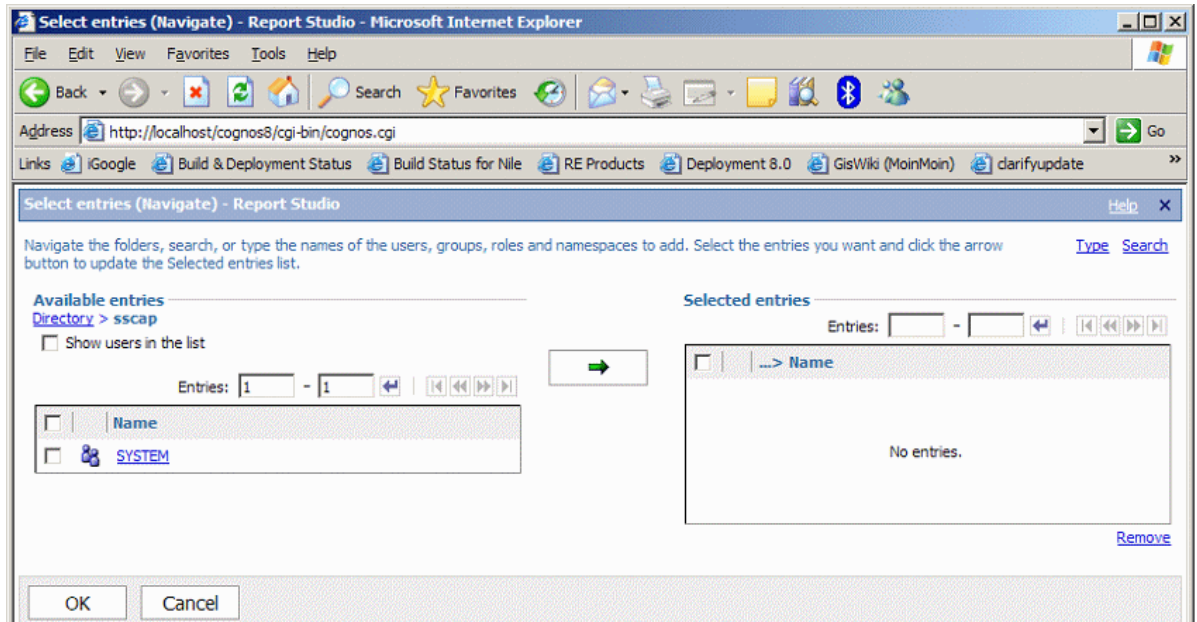 Select entries (Navigate) - Report Studio - Microsoft Internet Explorer
File Edit View Favorites Tools Help
Back Search Favorites
Address http://localhost/cognos8/cgi-bin/cognos.cgi Go
Links iGoogle Build & Deployment Status Build Status for Nile RE Products Deployment 8.0 GisWiki (MoinMoin) clarifyupdate »
Select entries (Navigate) - Report Studio Help X
Navigate the folders, search, or type the names of the users, groups, roles and namespaces to add. Select the entries you want and click the arrow Type Search
button to update the Selected entries list.
Available entries
Directory > sscap
Show users in the list
Entries: 1 - 1
Name
SYSTEM
Selected entries
Entries: -
...> Name
No entries.
Remove
OK Cancel